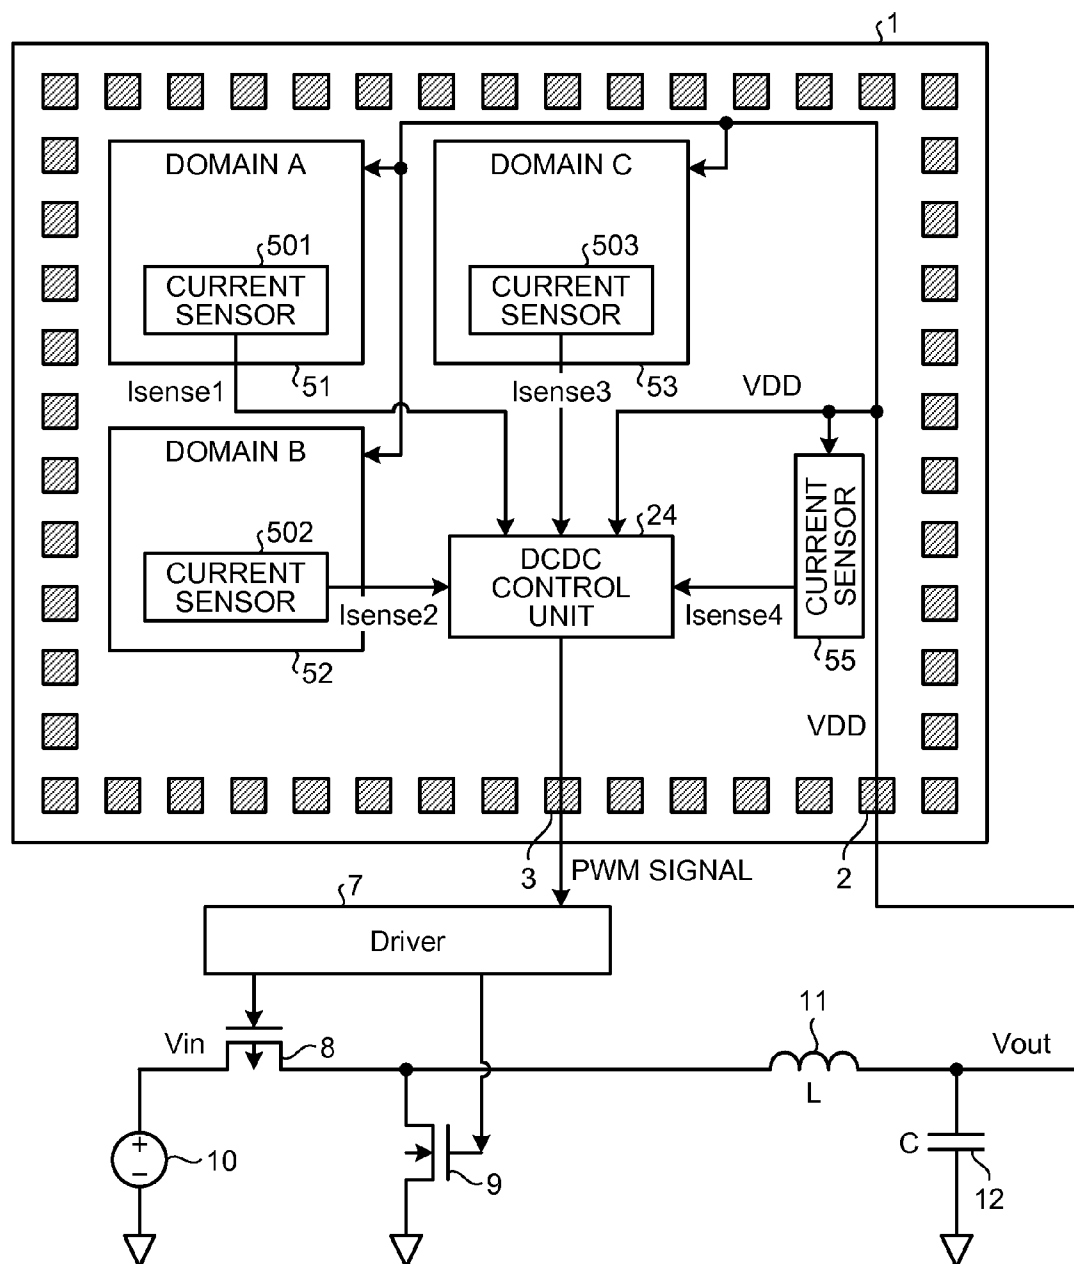 1
DOMAIN A
DOMAIN C
501
503
CURRENT
SENSOR
CURRENT
SENSOR
51
53
Isense1
Isense3
VDD
DOMAIN B
24
502
CURRENT
SENSOR
DCDC
CONTROL
UNIT
CURRENT
SENSOR
Isense2
Isense4
52
55
VDD
3
PWM SIGNAL
2
7
Driver
11
Vin
8
Vout
L
+
−
10
9
C
12